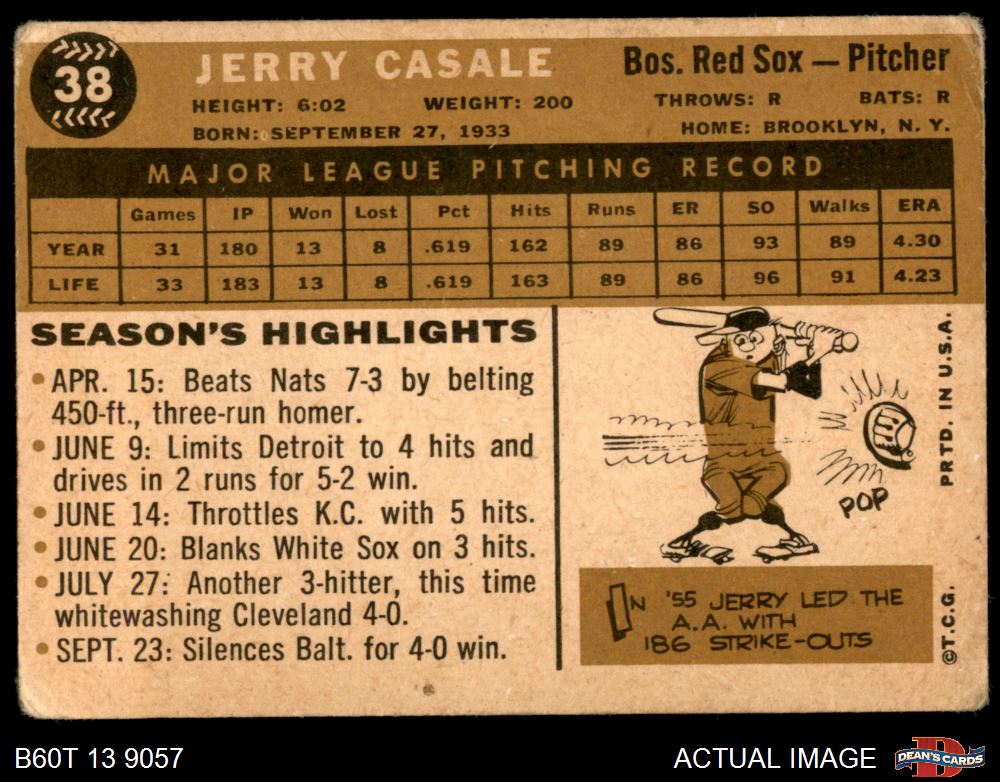 38
JERRY CASALE
Bos. Red Sox — Pitcher
HEIGHT: 6:02 WEIGHT: 200 THROWS: R BATS: R
BORN: SEPTEMBER 27, 1933 HOME: BROOKLYN, N. Y.
MAJOR LEAGUE PITCHING RECORD
Games IP Won Lost Pct Hits Runs ER SO Walks ERA
YEAR 31 180 13 8 .619 162 89 86 93 89 4.30
LIFE 33 183 13 8 .619 163 89 86 96 91 4.23
SEASON'S HIGHLIGHTS
• APR. 15: Beats Nats 7-3 by belting
450-ft., three-run homer.
• JUNE 9: Limits Detroit to 4 hits and
drives in 2 runs for 5-2 win.
• JUNE 14: Throttles K.C. with 5 hits.
• JUNE 20: Blanks White Sox on 3 hits.
• JULY 27: Another 3-hitter, this time
whitewashing Cleveland 4-0.
• SEPT. 23: Silences Balt. for 4-0 win.
POP
IN '55 JERRY LED THE
A.A. WITH
186 STRIKE-OUTS
©T.C.G. PRTD. IN U.S.A.
B60T 13 9057
ACTUAL IMAGE
D
DEAN'S CARDS